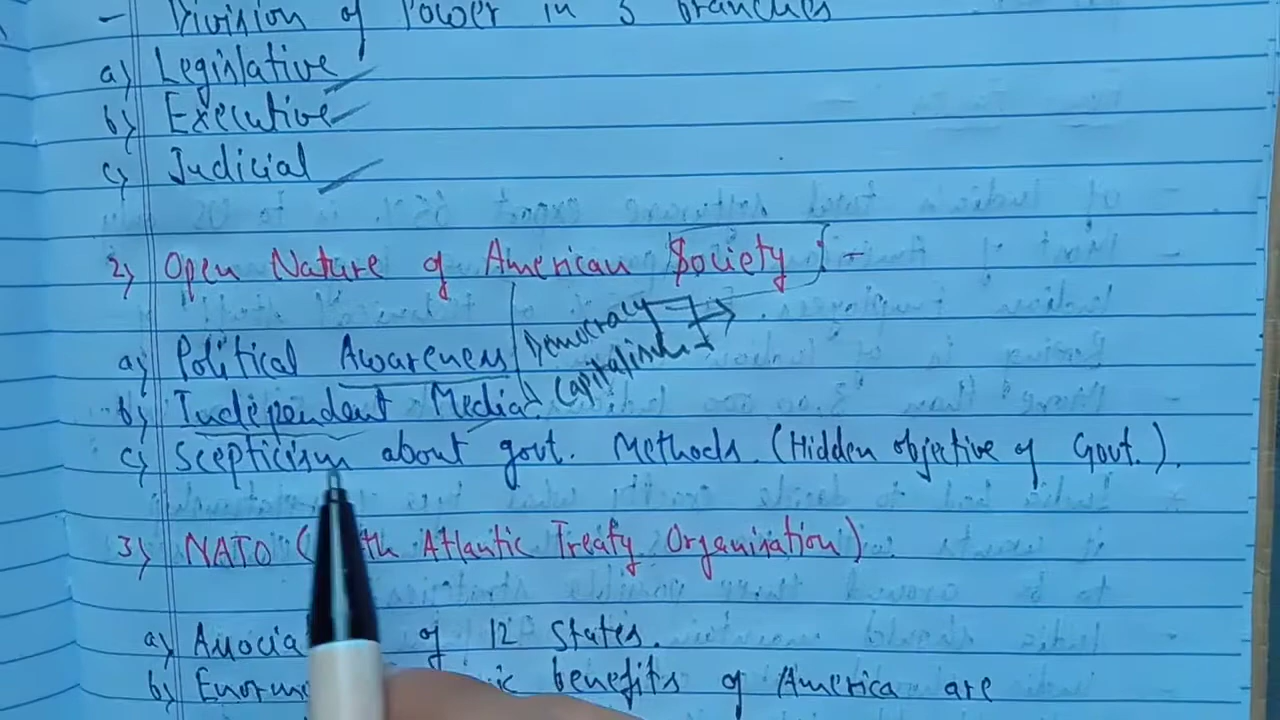 - Division of Power in 3 branches
a) Legislative
b) Executive
c) Judicial
2) Open Nature of American Society :-
a) Political Awareness
Democracy
b) Independent Media
Capitalism
c) Scepticism about govt. Methods (Hidden objective of Govt.).
3) NATO ( Atlantic Treaty Organisation).
a) of 12 States.
b) benefits of America are